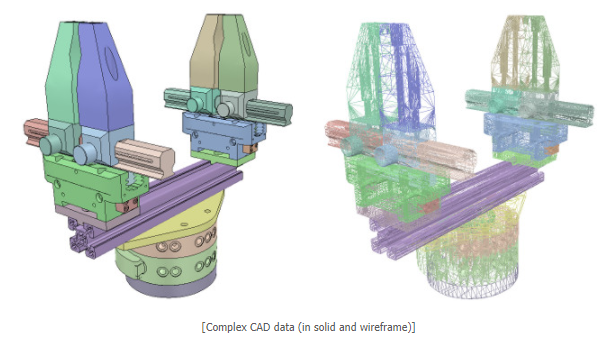 [Complex CAD data (in solid and wireframe)]